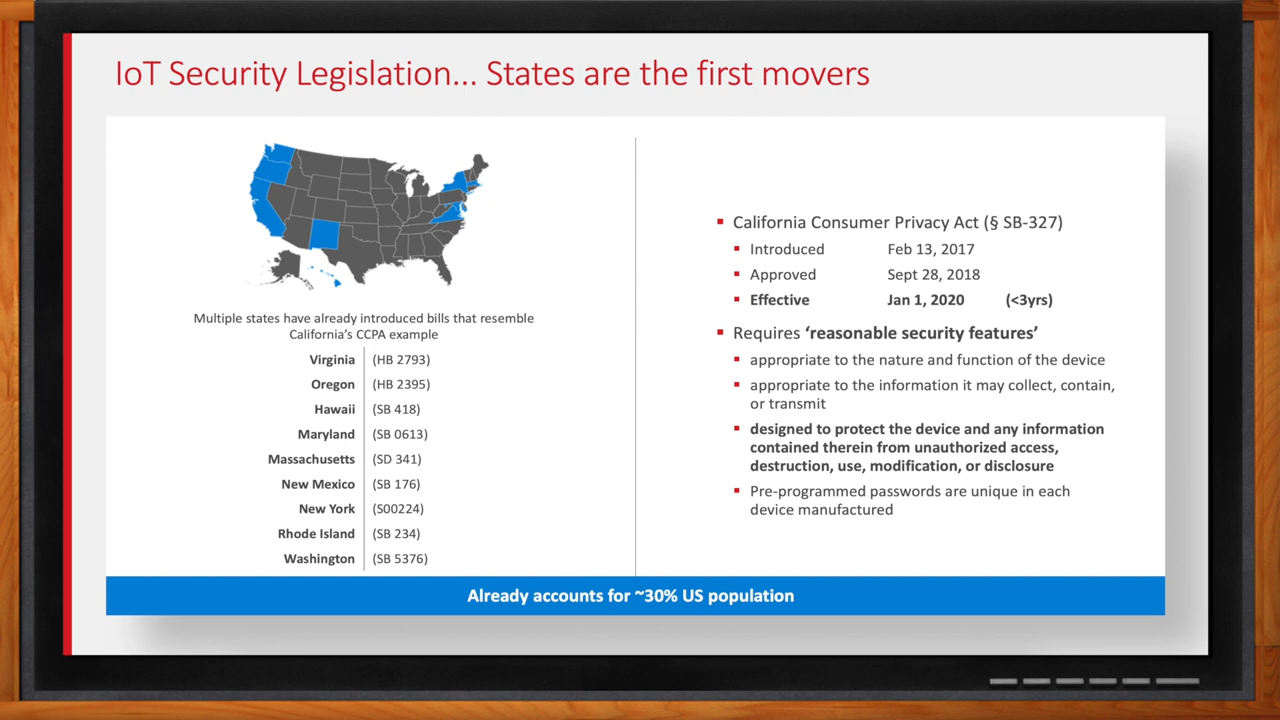 IoT Security Legislation... States are the first movers
Multiple states have already introduced bills that resemble
California's CCPA example
Virginia (HB 2793)
Oregon (HB 2395)
Hawaii (SB 418)
Maryland (SB 0613)
Massachusetts (SD 341)
New Mexico (SB 176)
New York (S00224)
Rhode Island (SB 234)
Washington (SB 5376)
▪ California Consumer Privacy Act (§ SB-327)
▪ Introduced Feb 13, 2017
▪ Approved Sept 28, 2018
▪ Effective Jan 1, 2020 (<3yrs)
▪ Requires ‘reasonable security features’
▪ appropriate to the nature and function of the device
▪ appropriate to the information it may collect, contain,
or transmit
▪ designed to protect the device and any information
contained therein from unauthorized access,
destruction, use, modification, or disclosure
▪ Pre-programmed passwords are unique in each
device manufactured
Already accounts for ~30% US population